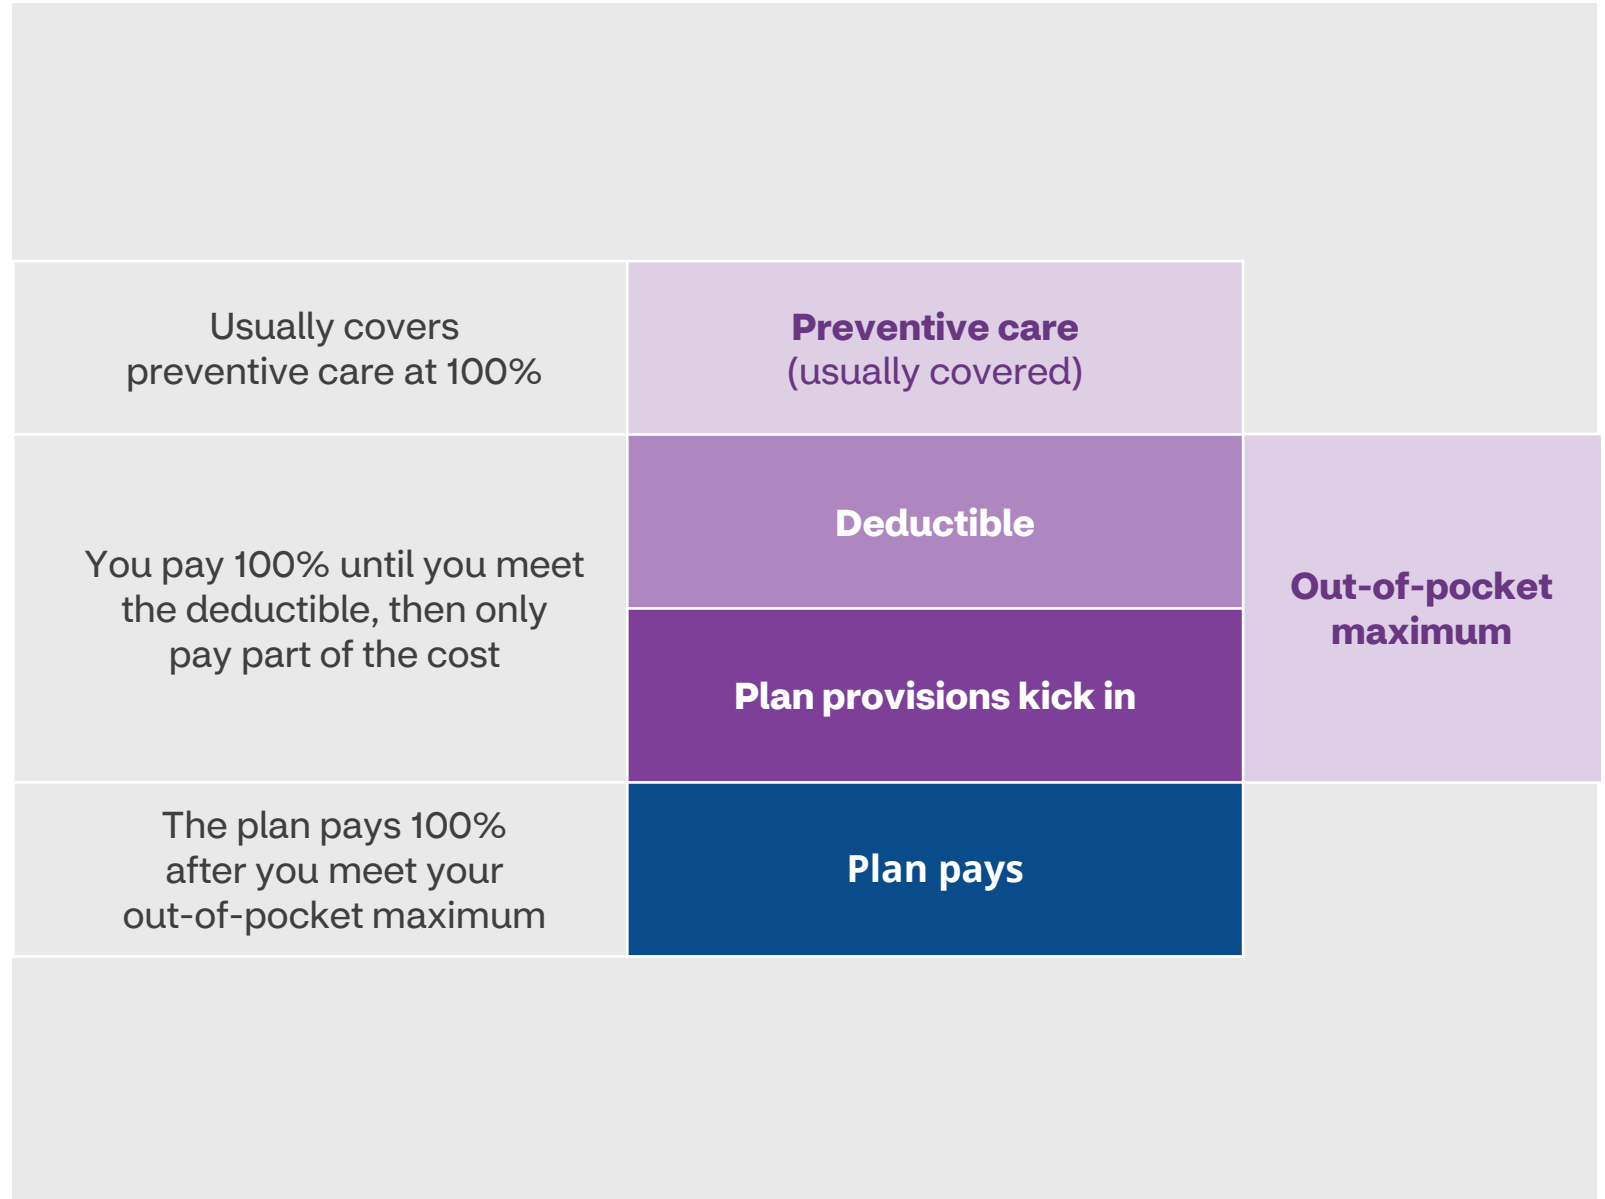 Usually covers
preventive care at 100%
Preventive care
(usually covered)
You pay 100% until you meet
the deductible, then only
pay part of the cost
Deductible
Plan provisions kick in
Out-of-pocket
maximum
The plan pays 100%
after you meet your
out-of-pocket maximum
Plan pays